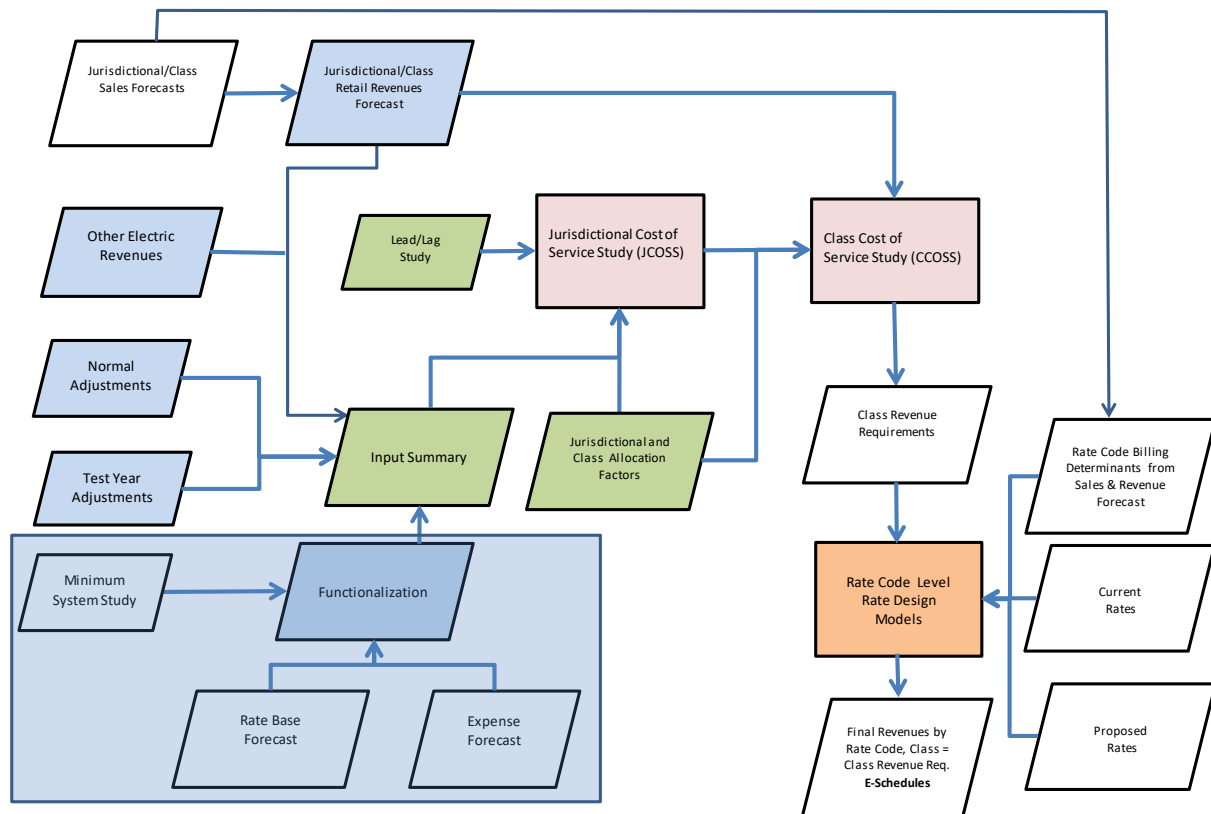 Jurisdictional/Class
Sales Forecasts
Jurisdictional/Class
Retail Revenues
Forecast
Other Electric
Revenues
Lead/Lag
Study
Jurisdictional Cost of
Service Study (JCOSS)
Class Cost of
Service Study (CCOSS)
Normal
Adjustments
Test Year
Adjustments
Input Summary
Jurisdictional and
Class Allocation
Factors
Class Revenue
Requirements
Rate Code Billing
Determinants from
Sales & Revenue
Forecast
Minimum
System Study
Functionalization
Rate Code Level
Rate Design
Models
Current
Rates
Rate Base
Forecast
Expense
Forecast
Final Revenues by
Rate Code, Class =
Class Revenue Req.
E-Schedules
Proposed
Rates